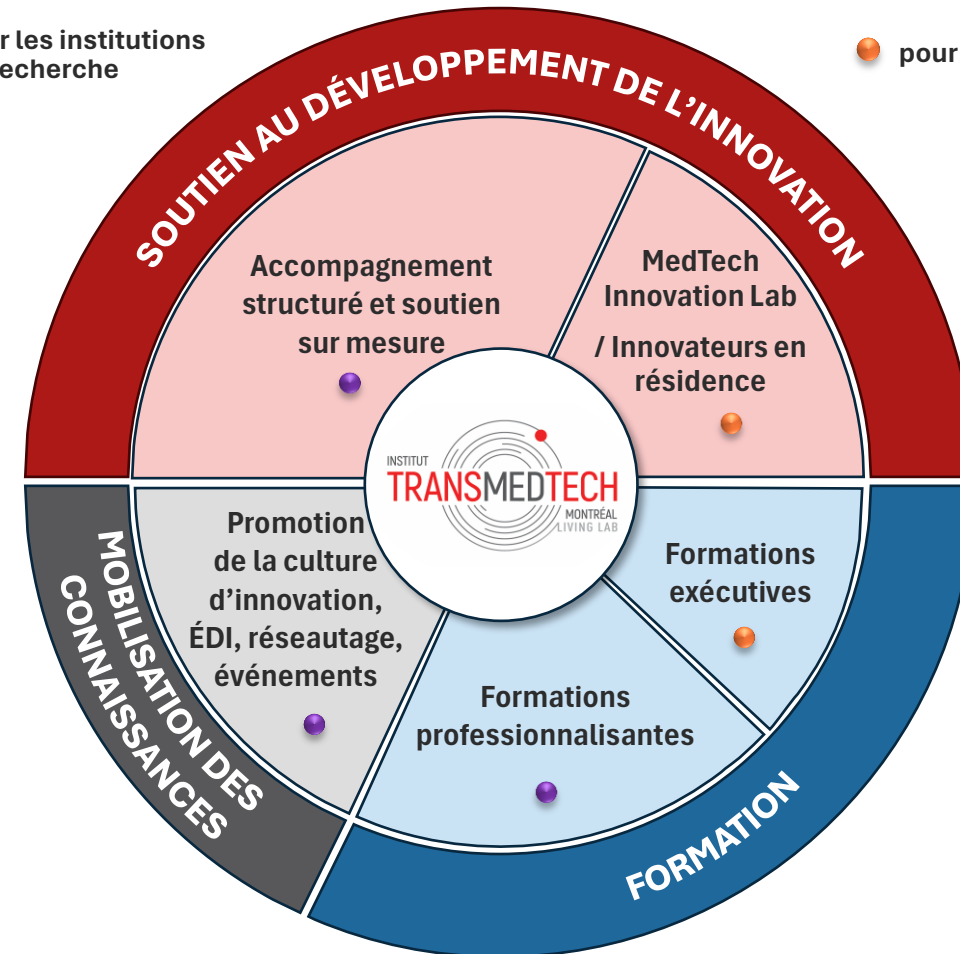 r les institutions
echerche
pour
SOUTIEN AU DÉVELOPPEMENT DE L'INNOVATION
Accompagnement
structuré et soutien
sur mesure
MedTech
Innovation Lab
/ Innovateurs en
résidence
INSTITUT
TRANSMEDTECH
MONTRÉAL
LIVING LAB
Promotion
de la culture
d'innovation,
ÉDI, réseautage,
événements
Formations
exécutives
Formations
professionnalisantes
MOBILISATION DES
CONNAISSANCES
FORMATION